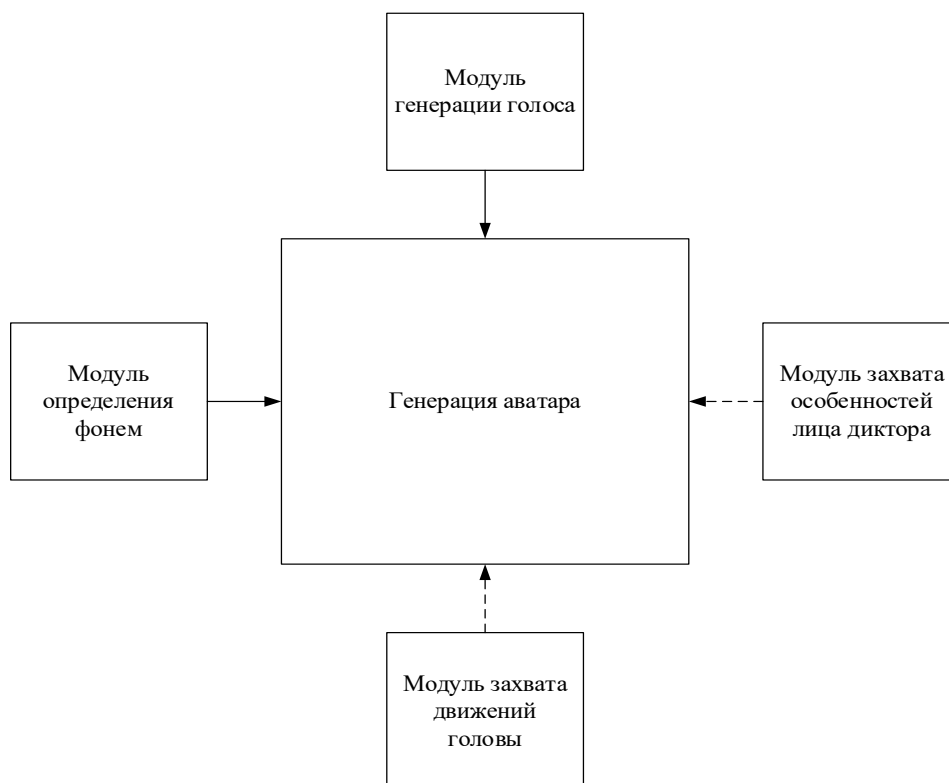 Модуль
генерации голоса
Модуль
определения
фонем
Генерация аватара
Модуль захвата
особенностей
лица диктора
Модуль захвата
движений
головы